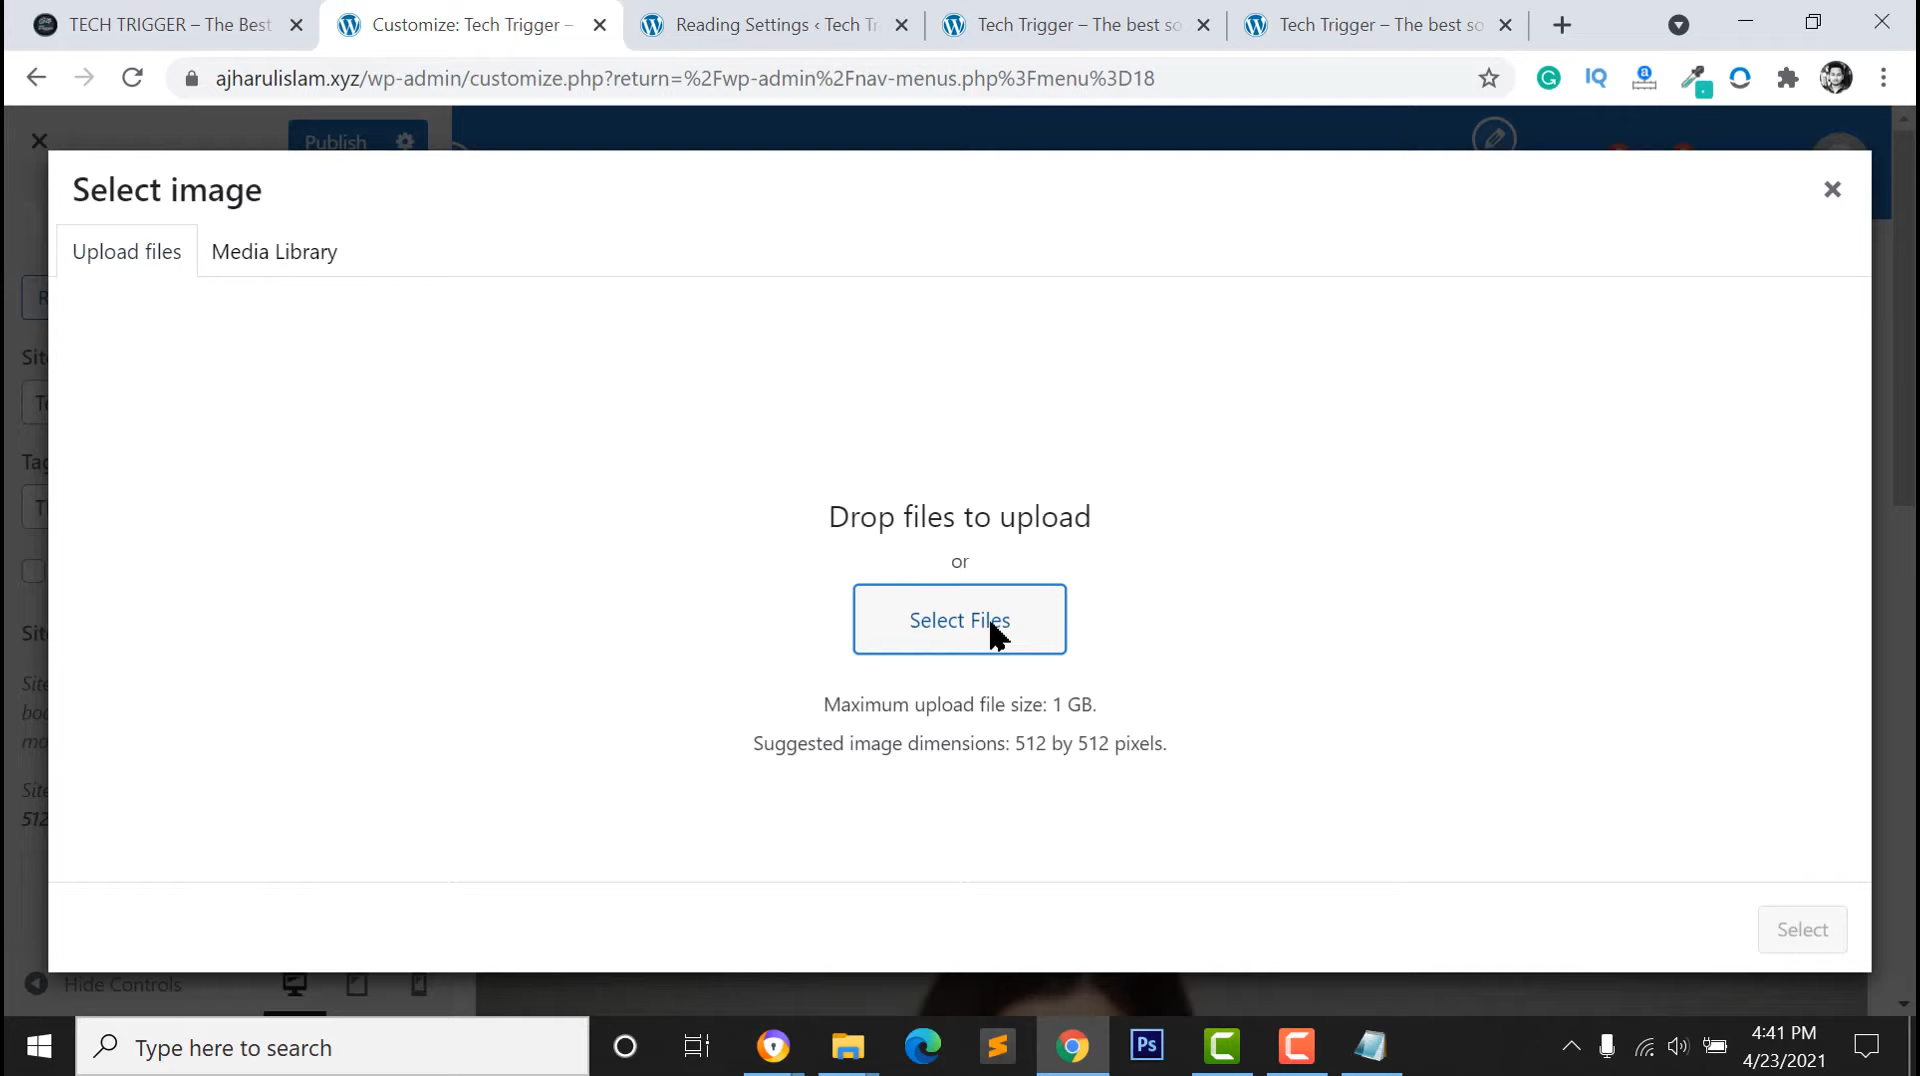 TECH TRIGGER – The Best
Customize: Tech Trigger –
Reading Settings ‹ Tech Tr
Tech Trigger – The best so
Tech Trigger – The best so
ajharulislam.xyz/wp-admin/customize.php?return=%2Fwp-admin%2Fnav-menus.php%3Fmenu%3D18
Publish
Select image
Upload files
Media Library
Drop files to upload
or
Select Files
Maximum upload file size: 1 GB.
Suggested image dimensions: 512 by 512 pixels.
512
Select
Hide Controls
Type here to search
Ps
4:41 PM
4/23/2021